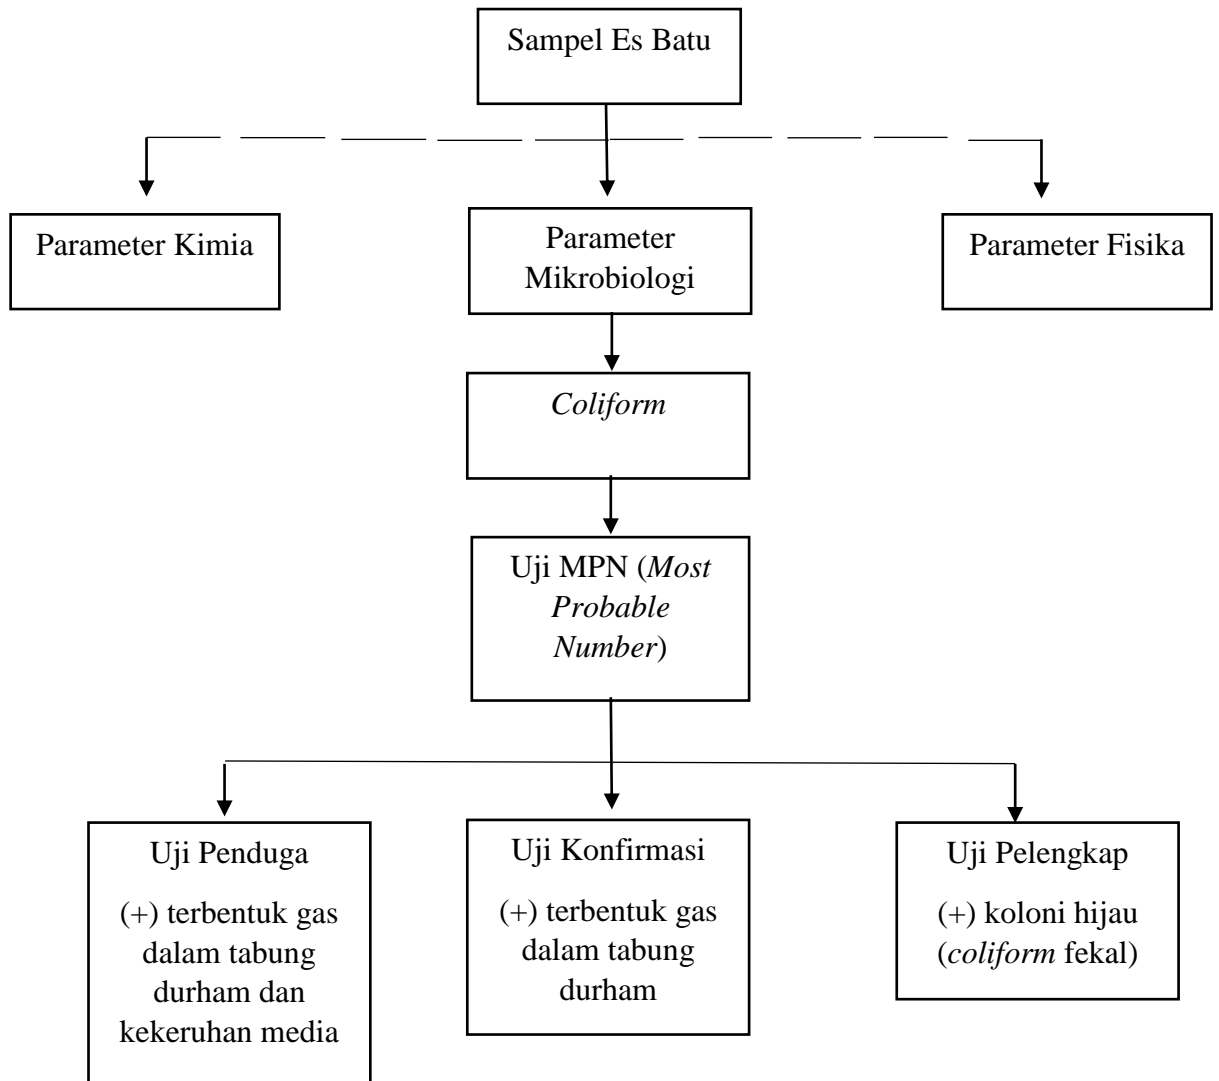 Sampel Es Batu
Parameter Kimia
Parameter
Mikrobiologi
Parameter Fisika
Coliform
Uji MPN (Most
Probable
Number)
Uji Penduga
(+) terbentuk gas
dalam tabung
durham dan
kekeruhan media
Uji Konfirmasi
(+) terbentuk gas
dalam tabung
durham
Uji Pelengkap
(+) koloni hijau
(coliform fekal)